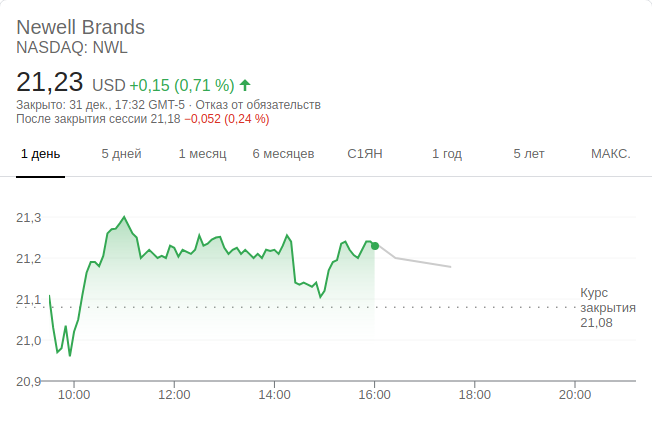 Newell Brands
NASDAQ: NWL
21,23 USD +0,15 (0,71 %)
Закрыто: 31 дек., 17:32 GMT-5 · Отказ от обязательств
После закрытия сессии 21,18 −0,052 (0,24 %)
1 день 5 дней 1 месяц 6 месяцев С1ЯН 1 год 5 лет МАКС.
21,3
21,2
21,1
21,0
20,9
Курс
закрытия
21,08
10:00 12:00 14:00 16:00 18:00 20:00